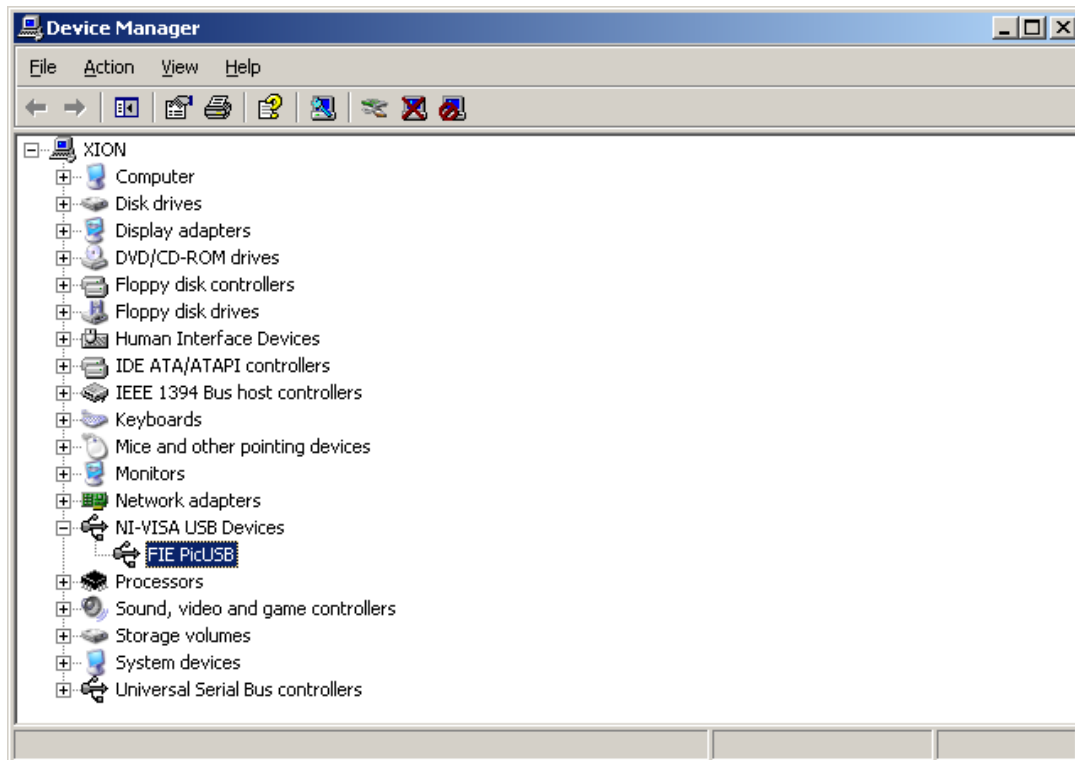 Device Manager
File Action View Help
XION
Computer
Disk drives
Display adapters
DVD/CD-ROM drives
Floppy disk controllers
Floppy disk drives
Human Interface Devices
IDE ATA/ATAPI controllers
IEEE 1394 Bus host controllers
Keyboards
Mice and other pointing devices
Monitors
Network adapters
NI-VISA USB Devices
FIE PicUSB
Processors
Sound, video and game controllers
Storage volumes
System devices
Universal Serial Bus controllers